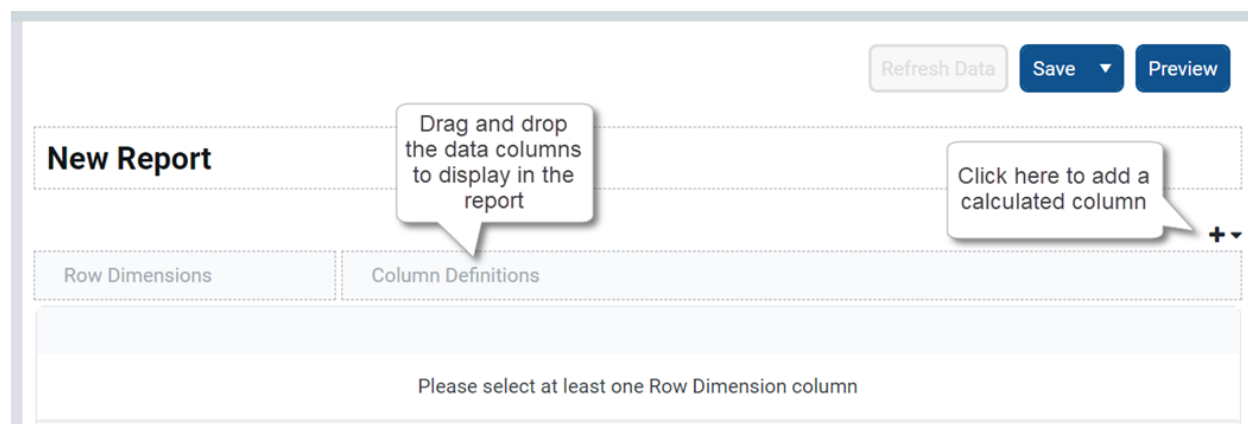 Refresh Data Save Preview
Drag and drop
the data columns
to display in the
report
New Report
Click here to add a
calculated column
Row Dimensions Column Definitions
Please select at least one Row Dimension column